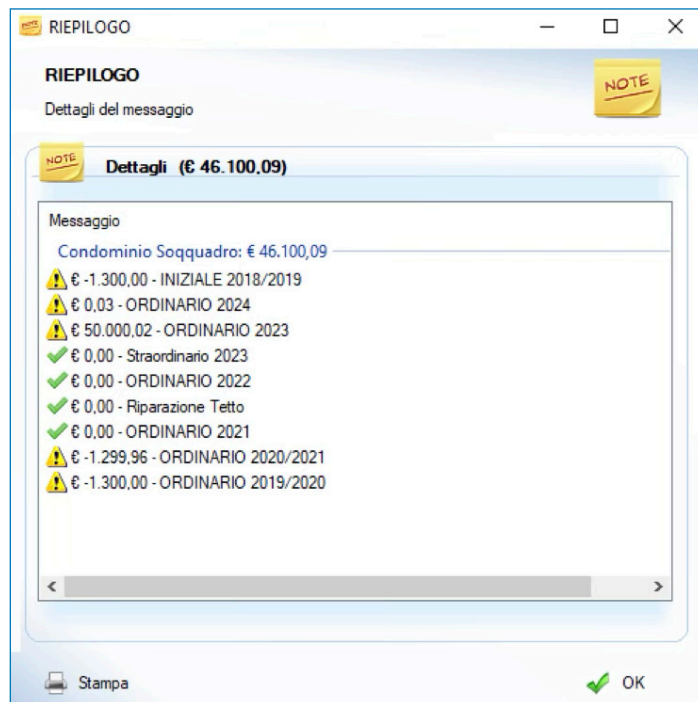 RIEPILOGO
RIEPILOGO
NOTE
Dettagli del messaggio
NOTE
Dettagli (€ 46.100,09)
Messaggio
Condominio Soqquadro: € 46.100,09
€ -1.300,00 - INIZIALE 2018/2019
€ 0,03 - ORDINARIO 2024
€ 50.000,02 - ORDINARIO 2023
€ 0,00 - Straordinario 2023
€ 0,00 - ORDINARIO 2022
€ 0,00 - Riparazione Tetto
€ 0,00 - ORDINARIO 2021
€ -1.299,96 - ORDINARIO 2020/2021
€ -1.300,00 - ORDINARIO 2019/2020
Stampa
OK